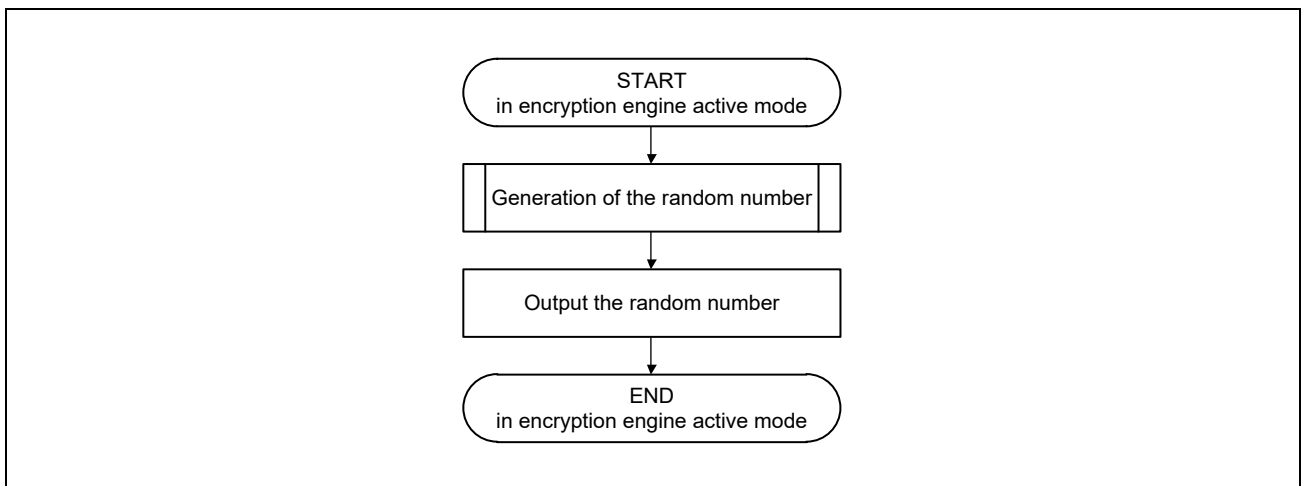 START
in encryption engine active mode
Generation of the random number
Output the random number
END
in encryption engine active mode